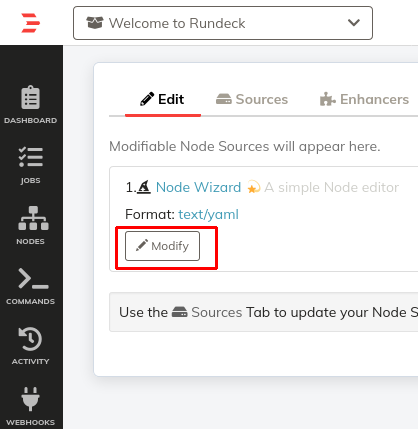 Welcome to Rundeck
DASHBOARD
JOBS
NODES
COMMANDS
ACTIVITY
WEBHOOKS
Edit Sources Enhancers
Modifiable Node Sources will appear here.
1. Node Wizard A simple Node editor
Format: text/yaml
Modify
Use the Sources Tab to update your Node S